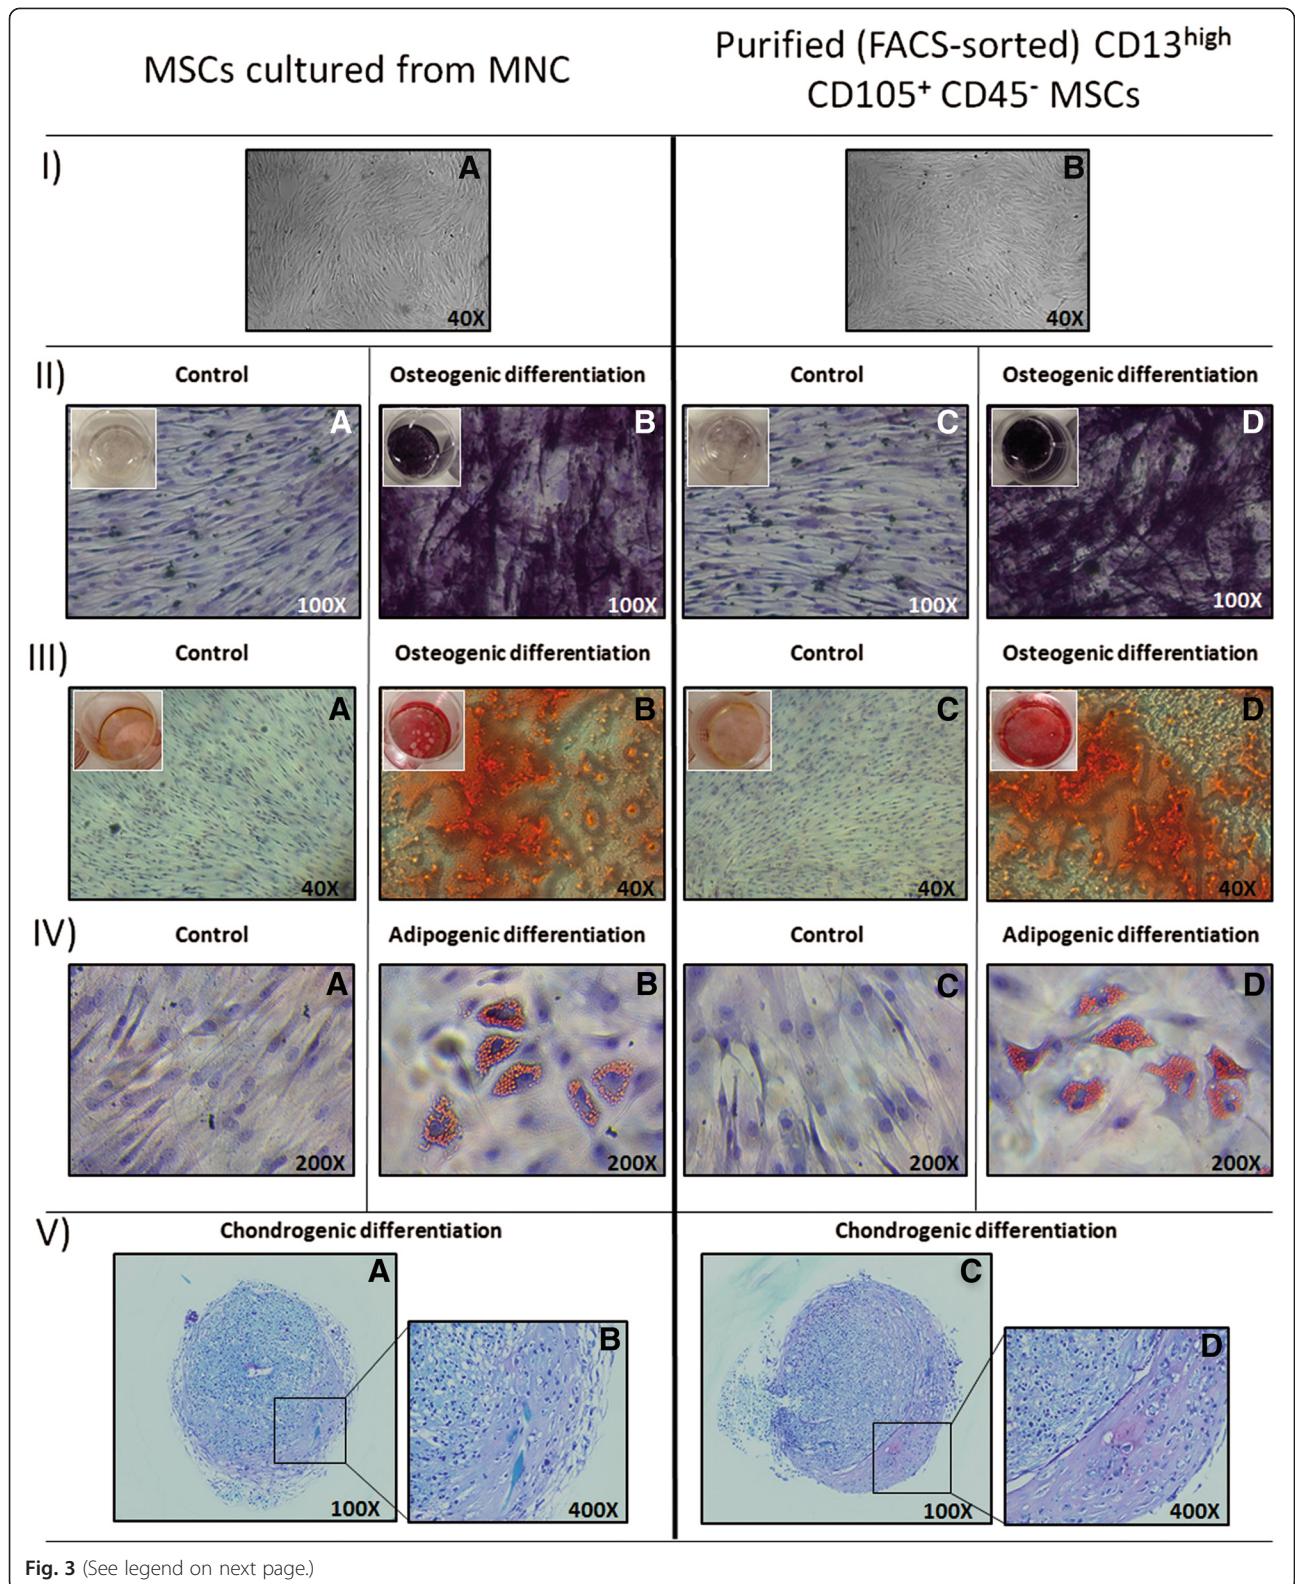 MSCs cultured from MNC
Purified (FACS-sorted) CD13high
CD105+ CD45- MSCs
I)
A
40X
B
40X
II)
Control
Osteogenic differentiation
Control
Osteogenic differentiation
A
100X
B
100X
C
100X
D
100X
III)
Control
Osteogenic differentiation
Control
Osteogenic differentiation
A
40X
B
40X
C
40X
D
40X
IV)
Control
Adipogenic differentiation
Control
Adipogenic differentiation
A
200X
B
200X
C
200X
D
200X
V)
Chondrogenic differentiation
Chondrogenic differentiation
A
100X
B
400X
C
100X
D
400X
Fig. 3 (See legend on next page.)